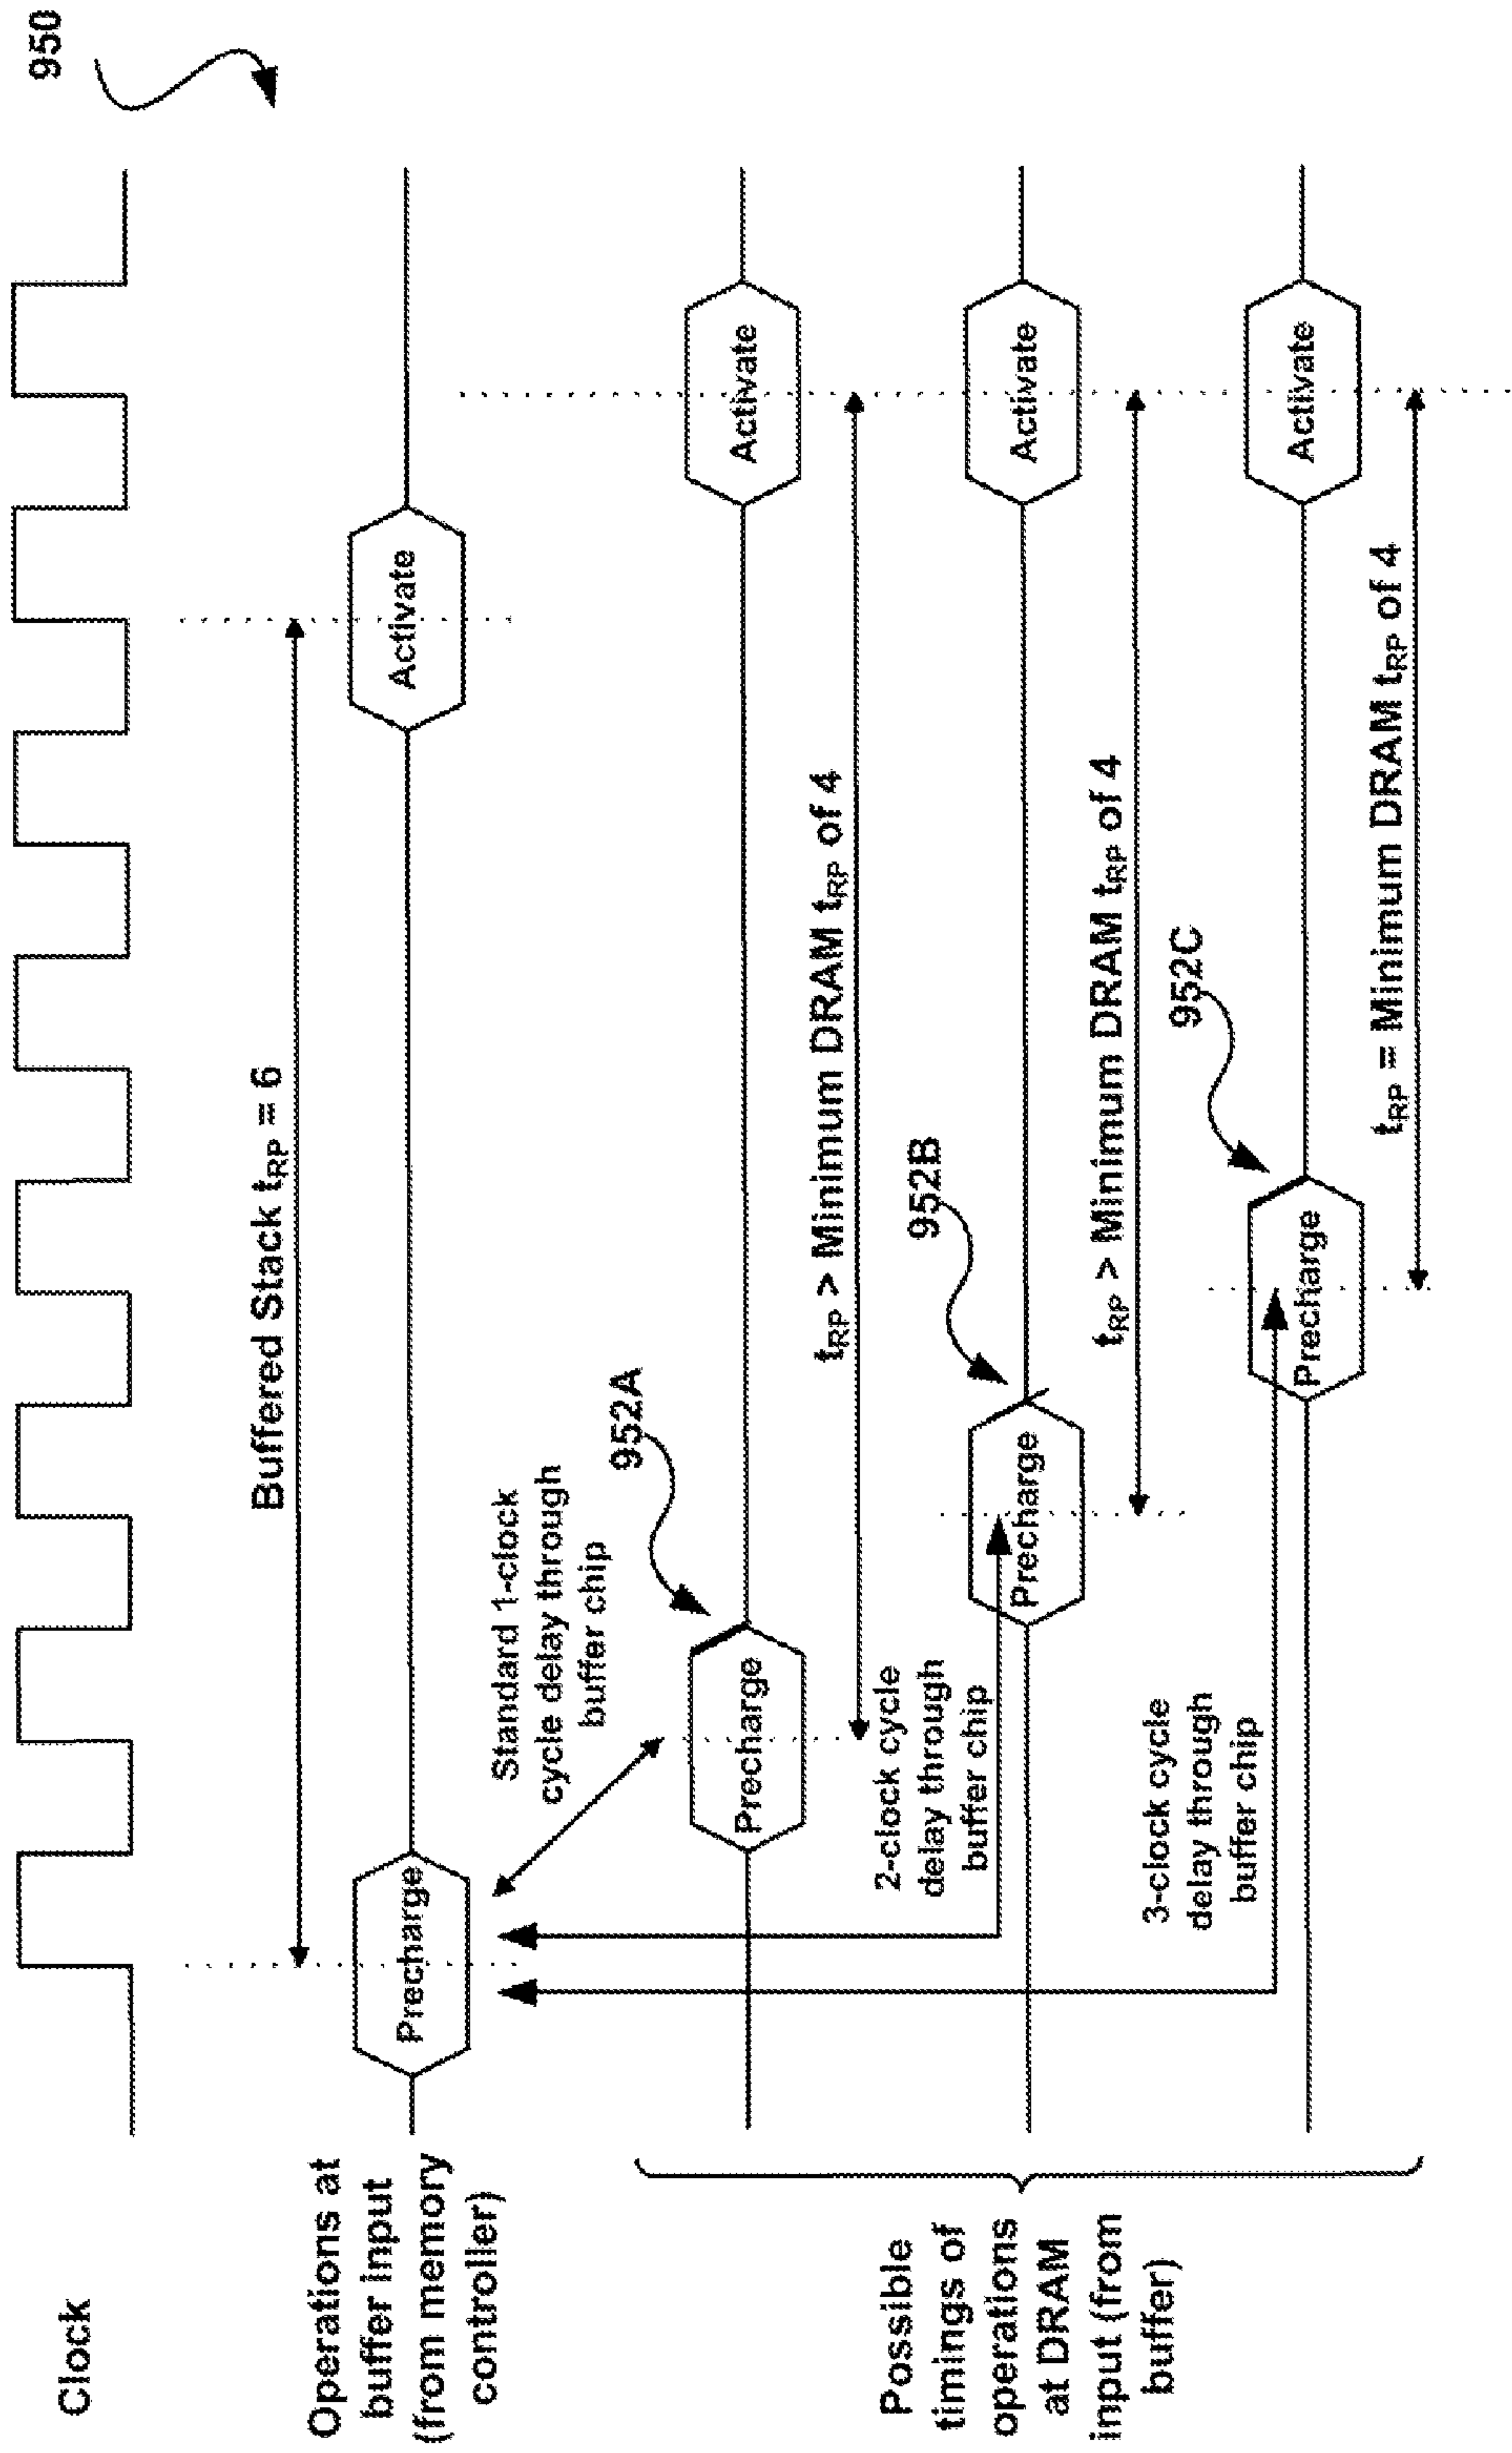 950
Clock
Operations at
buffer input
(from memory
controller)
Buffered Stack tRP = 6
Precharge
Activate
Standard 1-clock
cycle delay through
buffer chip
952A
Precharge
Activate
tRP > Minimum DRAM tRP of 4
Possible
timings of
operations
at DRAM
input (from
buffer)
2-clock cycle
delay through
buffer chip
952B
Precharge
Activate
tRP > Minimum DRAM tRP of 4
3-clock cycle
delay through
buffer chip
952C
Precharge
Activate
tRP = Minimum DRAM tRP of 4